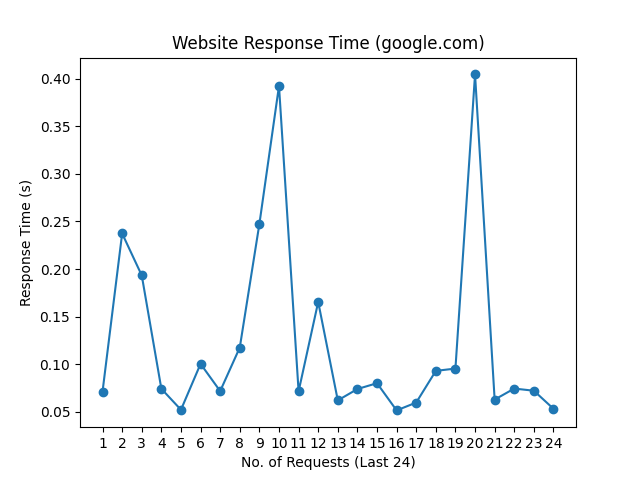 Website Response Time (google.com)
0.40
0.35
0.30
0.25
0.20
0.15
0.10
0.05
Response Time (s)
1 2 3 4 5 6 7 8 9 10 11 12 13 14 15 16 17 18 19 20 21 22 23 24
No. of Requests (Last 24)